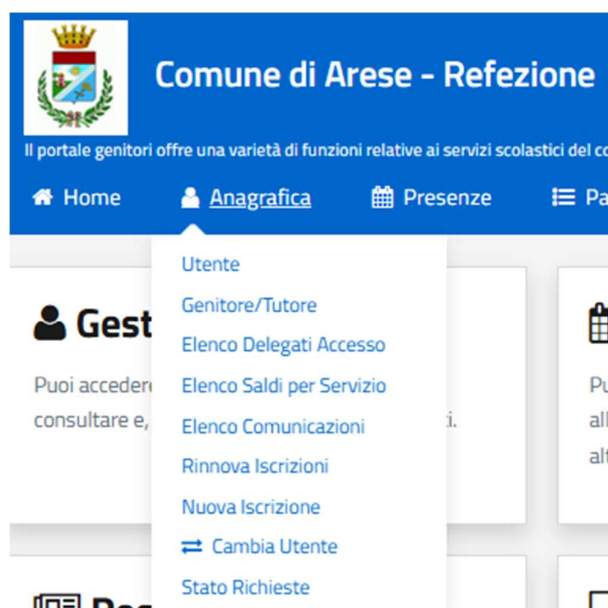 Comune di Arese - Refezione
Il portale genitori offre una varietà di funzioni relative ai servizi scolastici del
Home Anagrafica Presenze
Utente
Genitore/Tutore
Elenco Delegati Accesso
Elenco Saldi per Servizio
Elenco Comunicazioni
Rinnova Iscrizioni
Nuova Iscrizione
Cambia Utente
Stato Richieste
Puoi
consultare e,